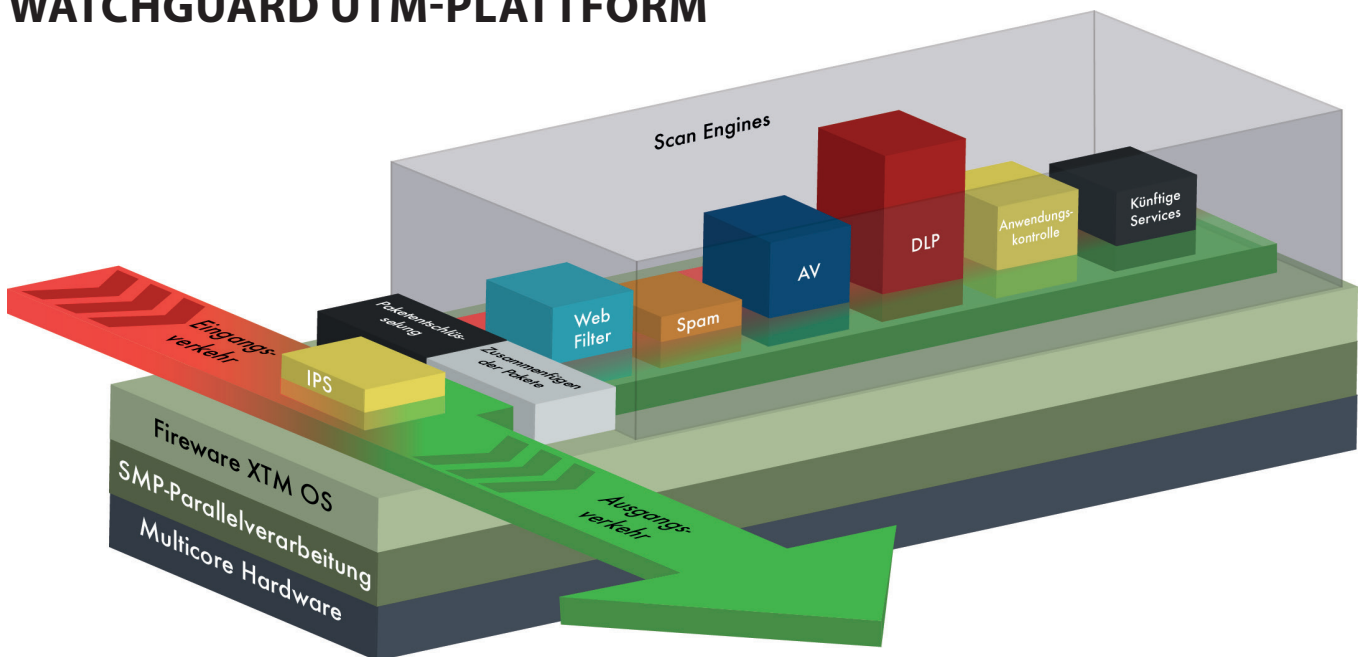 WATCHGUARD UTM-PLATTFORM
Scan Engines
Künftige
Services
Anwendungs-
kontrolle
DLP
AV
Spam
Web
Filter
Paketentschlüs-
selung
Zusammenfügen
der Pakete
Eingangs-
verkehr
IPS
Ausgangs-
verkehr
Fireware XTM OS
SMP-Parallelverarbeitung
Multicore Hardware